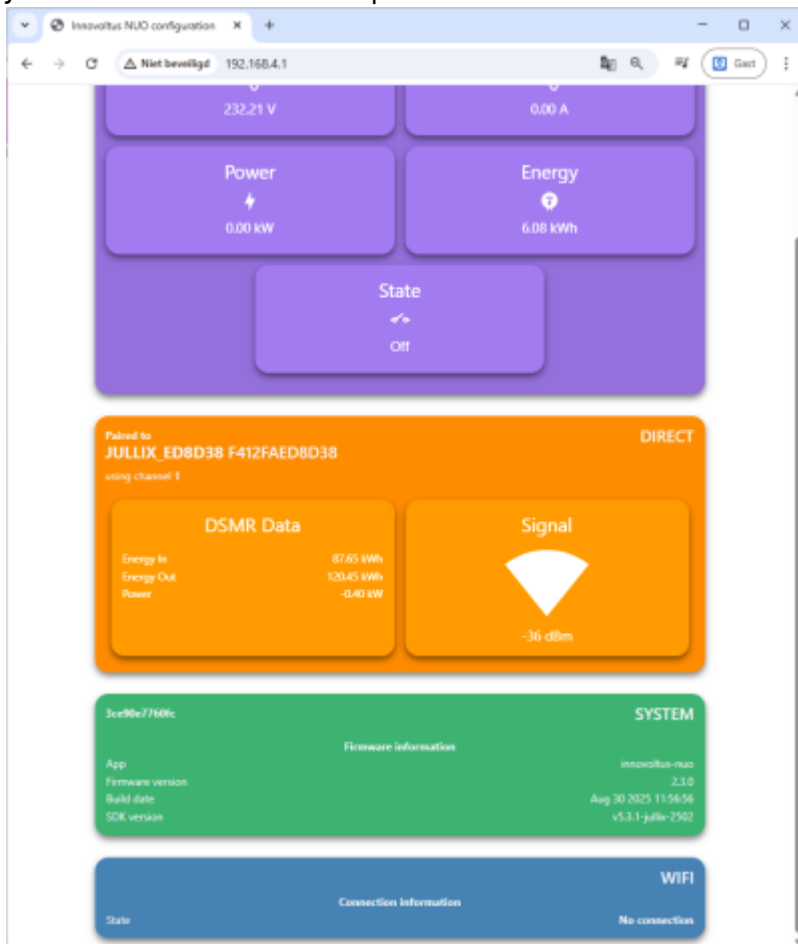 Innovoltus NUO configuration
Niet beveiligd 192.168.4.1
Gast
232.21 V
0.00 A
Power
Energy
0.00 kW
6.08 kWh
State
Off
Paired to
DIRECT
JULLIX_ED8D38 F412FAED8D38
using channel 1
DSMR Data
Signal
Energy In 87.65 kWh
Energy Out 120.45 kWh
Power -0.40 kW
-36 dBm
3ce90e7760fc
SYSTEM
Firmware information
App innovoltus-nuo
Firmware version 2.3.0
Build date Aug 30 2025 11:56:56
SDK version v5.3.1-jullix-2502
WIFI
Connection information
State No connection